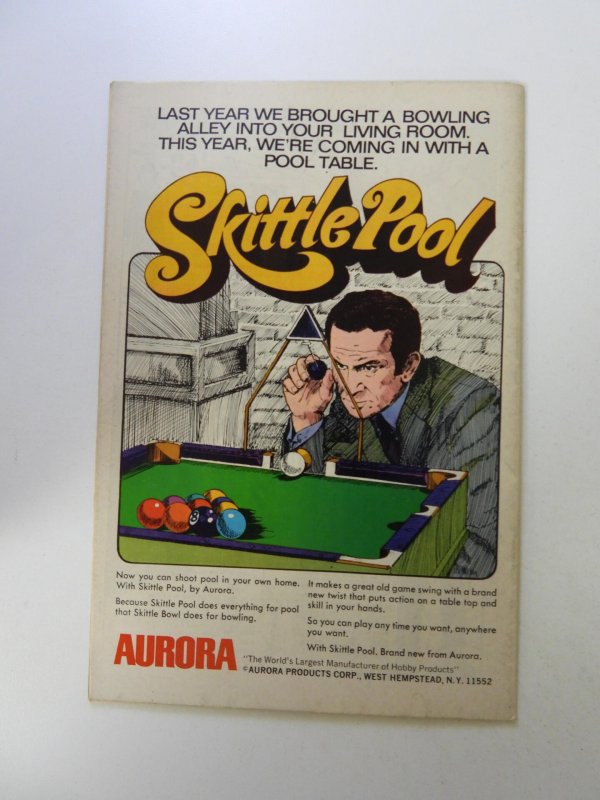 LAST YEAR WE BROUGHT A BOWLING
ALLEY INTO YOUR LIVING ROOM.
THIS YEAR, WE'RE COMING IN WITH A
POOL TABLE.
Skittle Pool
8
Now you can shoot pool in your own home.
With Skittle Pool, by Aurora.
Because Skittle Pool does everything for pool
that Skittle Bowl does for bowling.
It makes a great old game swing with a brand
new twist that puts action on a table top and
skill in your hands.
So you can play any time you want, anywhere
you want.
With Skittle Pool. Brand new from Aurora.
AURORA
"The World's Largest Manufacturer of Hobby Products"
©AURORA PRODUCTS CORP., WEST HEMPSTEAD, N.Y. 11552